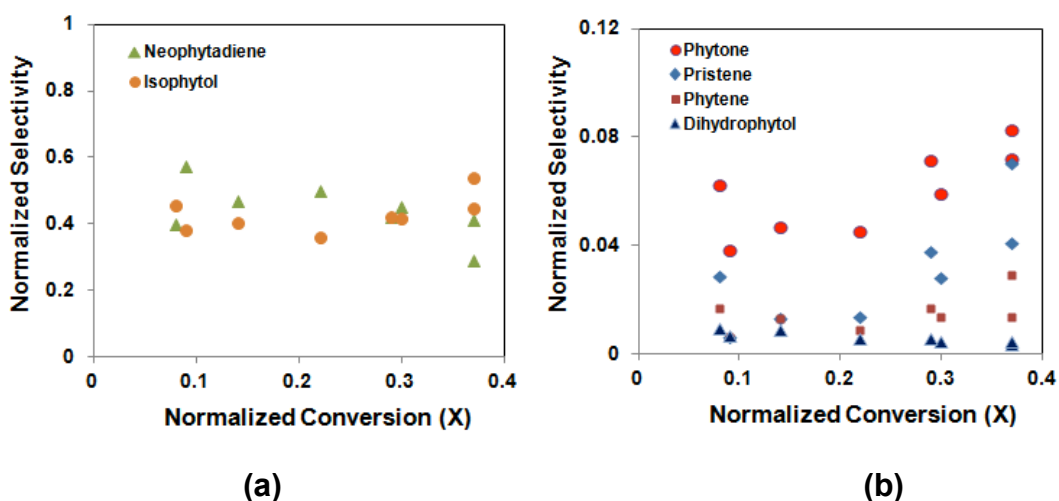 1
0.8
0.6
0.4
0.2
0
0
0.1
0.2
0.3
0.4
Normalized Selectivity
Normalized Conversion (X)
Neophytadiene
Isophytol
(a)
0.12
0.08
0.04
0
0
0.1
0.2
0.3
0.4
Normalized Selectivity
Normalized Conversion (X)
Phytone
Pristene
Phytene
Dihydrophytol
(b)